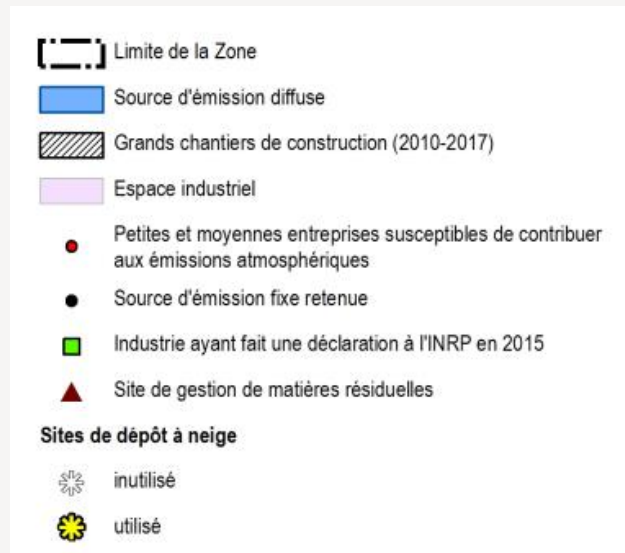 Limite de la Zone
Source d'émission diffuse
Grands chantiers de construction (2010-2017)
Espace industriel
Petites et moyennes entreprises susceptibles de contribuer
aux émissions atmosphériques
Source d'émission fixe retenue
Industrie ayant fait une déclaration à l'INRP en 2015
Site de gestion de matières résiduelles
Sites de dépôt à neige
inutilisé
utilisé